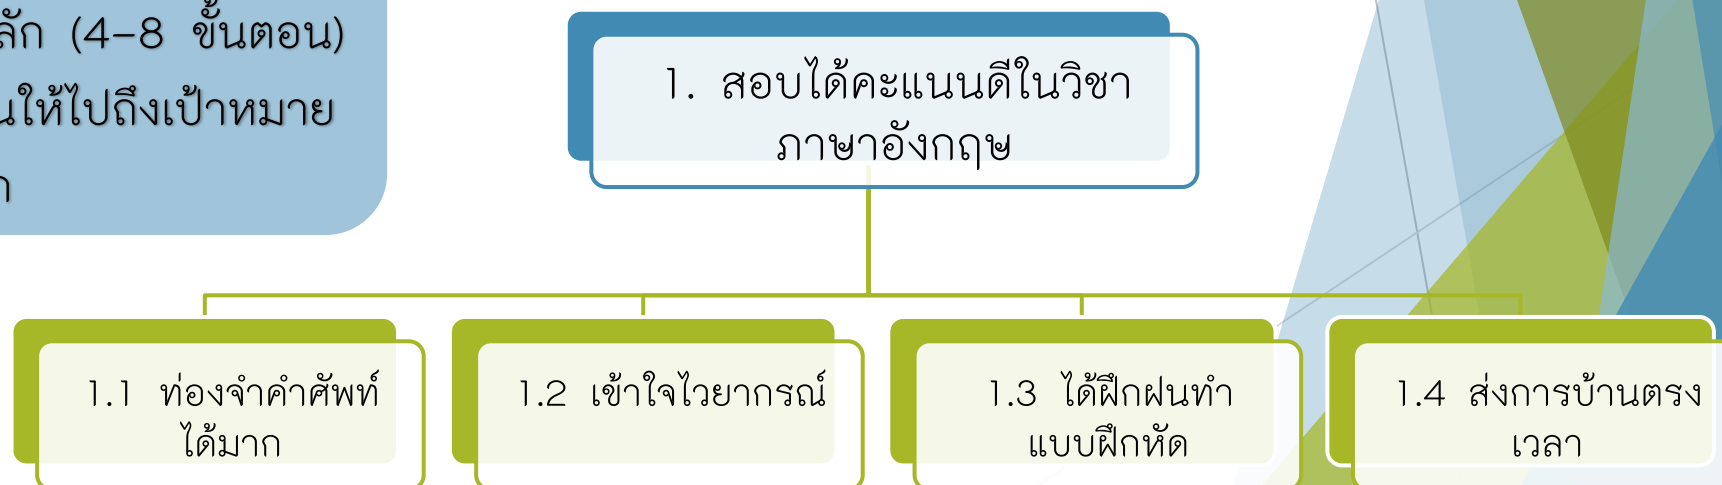 ลัก (4-8 ขั้นตอน)
นให้ไปถึงเป้าหมาย
1. สอบได้คะแนนดีในวิชา
ภาษาอังกฤษ
1.1 ท่องจำคำศัพท์
ได้มาก
1.2 เข้าใจไวยากรณ์
1.3 ได้ฝึกฝนทำ
แบบฝึกหัด
1.4 ส่งการบ้านตรง
เวลา